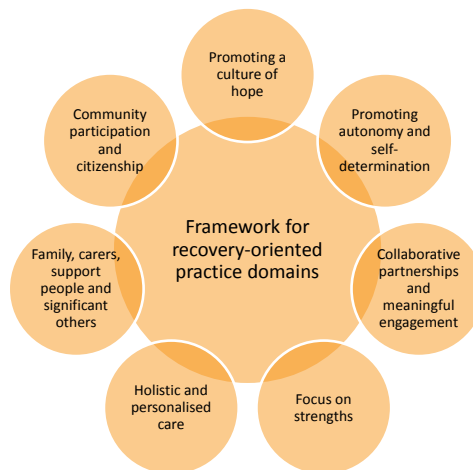 Promoting a
culture of
hope
Promoting
autonomy and
self-
determination
Collaborative
partnerships
and
meaningful
engagement
Focus on
strengths
Holistic and
personalised
care
Family, carers,
support
people and
significant
others
Community
participation
and
citizenship
Framework for
recovery-oriented
practice domains